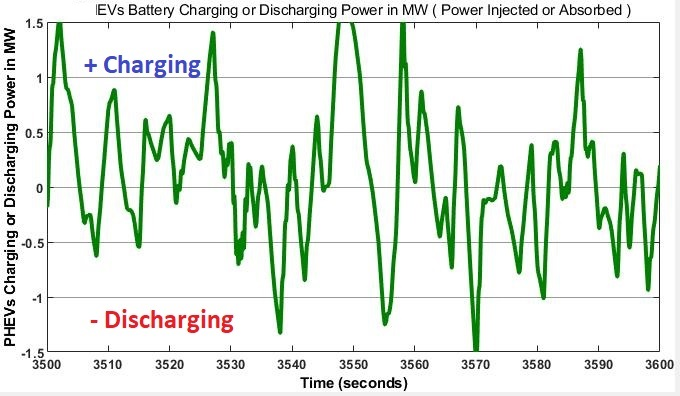 IEVs Battery Charging or Discharging Power in MW ( Power Injected or Absorbed )
PHEVs Charging or Discharging Power in MW
1.5
1
0.5
0
-0.5
-1
-1.5
+ Charging
- Discharging
3500 3510 3520 3530 3540 3550 3560 3570 3580 3590 3600
Time (seconds)